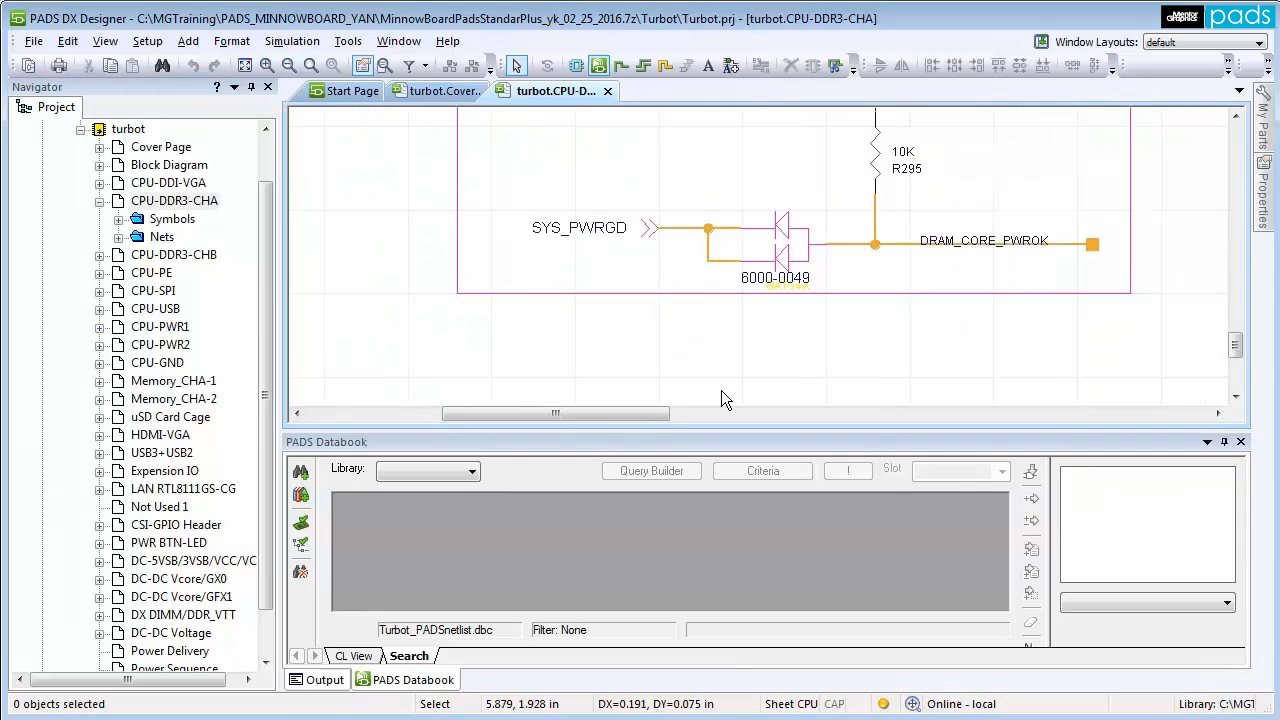 PADS DX Designer - C:\MGTraining\PADS_MINNOWBOARD_YAN\MinnowBoardPadsStandarPlus_6_02_25_2016.7z\Turbot\Turbot.prj - [turbot.CPU-DDR3-CHA]
Mentor Graphics pads
File Edit View Setup Add Format Simulation Tools Window Help
Window Layouts: default
Navigator
Start Page turbot.Cover.. turbot.CPU-D...
Project
My Parts
Properties
turbot
Cover Page
Block Diagram
CPU-DDI-VGA
CPU-DDR3-CHA
Symbols
Nets
CPU-DDR3-CHB
CPU-PE
CPU-SPI
CPU-USB
CPU-PWR1
CPU-PWR2
CPU-GND
Memory_CHA-1
Memory_CHA-2
uSD Card Cage
HDMI-VGA
USB3+USB2
Expension IO
LAN RTL8111GS-CG
Not Used 1
CSI-GPIO Header
PWR BTN-LED
DC-5VSB/3VSB/VCC/VC
DC-DC Vcore/GX0
DC-DC Vcore/GFX1
DX DIMM/DDR_VTT
DC-DC Voltage
Power Delivery
Power Sequence
10K
R295
SYS_PWRGD
DRAM_CORE_PWROK
6000-0049
PADS Databook
Library:
Query Builder
Criteria
!
Slot
Turbot_PADSnetlist.dbc
Filter: None
CL View
Search
Output
PADS Databook
0 objects selected
Select
5.879, 1.928 in
DX=0.191, DY=0.075 in
Sheet CPU
CAP
Online - local
Library: C:\MGT